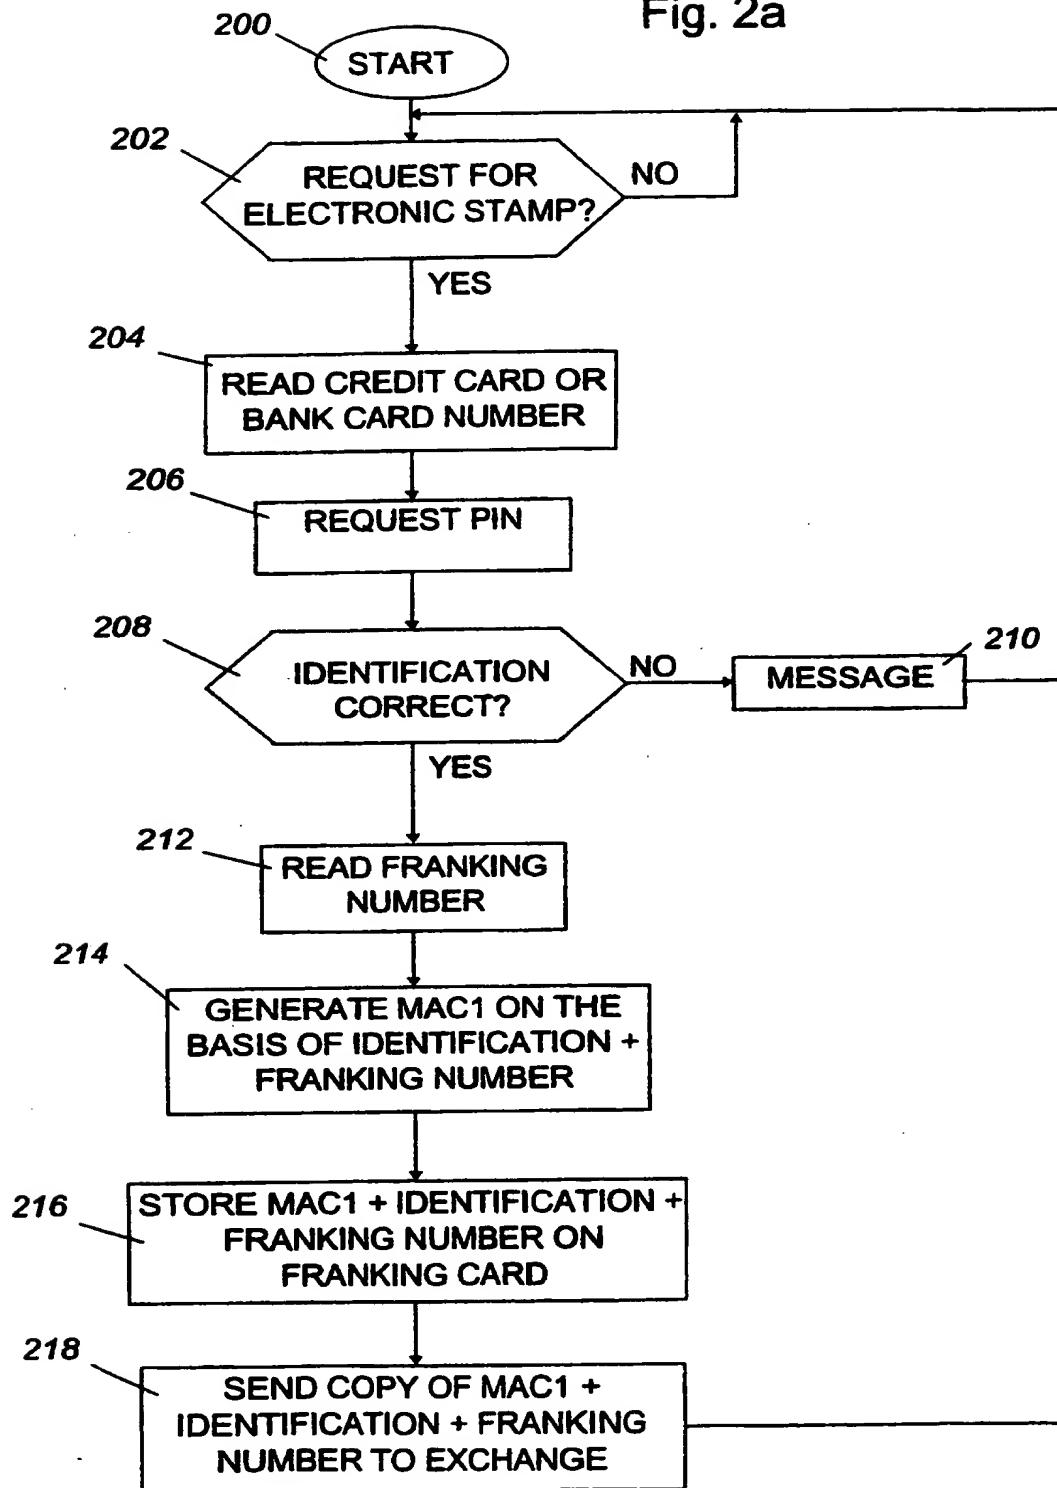 Fig. 2a
200
START
202
REQUEST FOR
ELECTRONIC STAMP?
NO
YES
204
READ CREDIT CARD OR
BANK CARD NUMBER
206
REQUEST PIN
208
IDENTIFICATION
CORRECT?
NO
210
MESSAGE
YES
212
READ FRANKING
NUMBER
214
GENERATE MAC1 ON THE
BASIS OF IDENTIFICATION +
FRANKING NUMBER
216
STORE MAC1 + IDENTIFICATION +
FRANKING NUMBER ON
FRANKING CARD
218
SEND COPY OF MAC1 +
IDENTIFICATION + FRANKING
NUMBER TO EXCHANGE